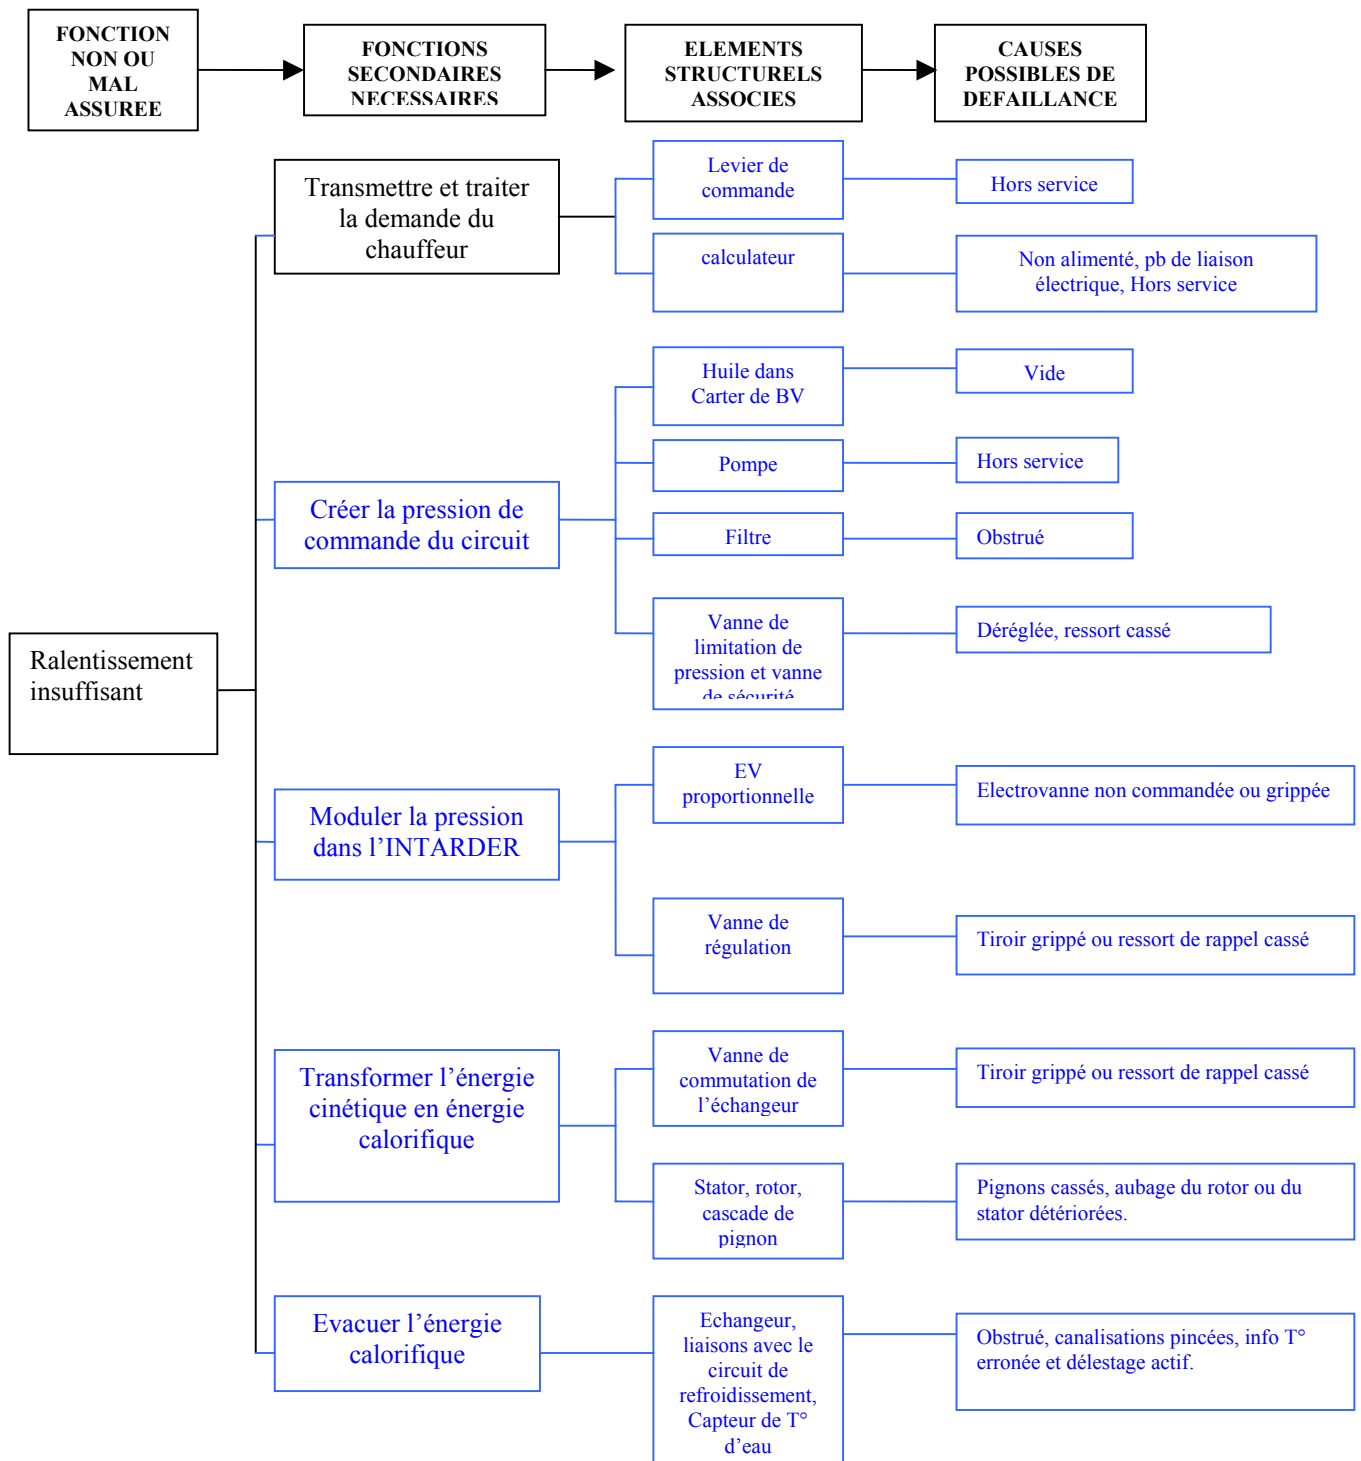 FONCTION
NON OU
MAL
ASSUREE
FONCTIONS
SECONDAIRES
NECESSAIRES
ELEMENTS
STRUCTURELS
ASSOCIES
CAUSES
POSSIBLES DE
DEFAILLANCE
Ralentissement
insuffisant
Transmettre et traiter
la demande du
chauffeur
Levier de
commande
Hors service
calculateur
Non alimenté, pb de liaison
électrique, Hors service
Créer la pression de
commande du circuit
Huile dans
Carter de BV
Vide
Pompe
Hors service
Filtre
Obstrué
Vanne de
limitation de
pression et vanne
de sécurité
Déréglée, ressort cassé
Moduler la pression
dans l’INTARDER
EV
proportionnelle
Electrovanne non commandée ou grippée
Vanne de
régulation
Tiroir grippé ou ressort de rappel cassé
Transformer l’énergie
cinétique en énergie
calorifique
Vanne de
commutation de
l’échangeur
Tiroir grippé ou ressort de rappel cassé
Stator, rotor,
cascade de
pignon
Pignons cassés, aubage du rotor ou du
stator détériorées.
Evacuer l’énergie
calorifique
Echangeur,
liaisons avec le
circuit de
refroidissement,
Capteur de T°
d’eau
Obstrué, canalisations pincées, info T°
erronée et délestage actif.